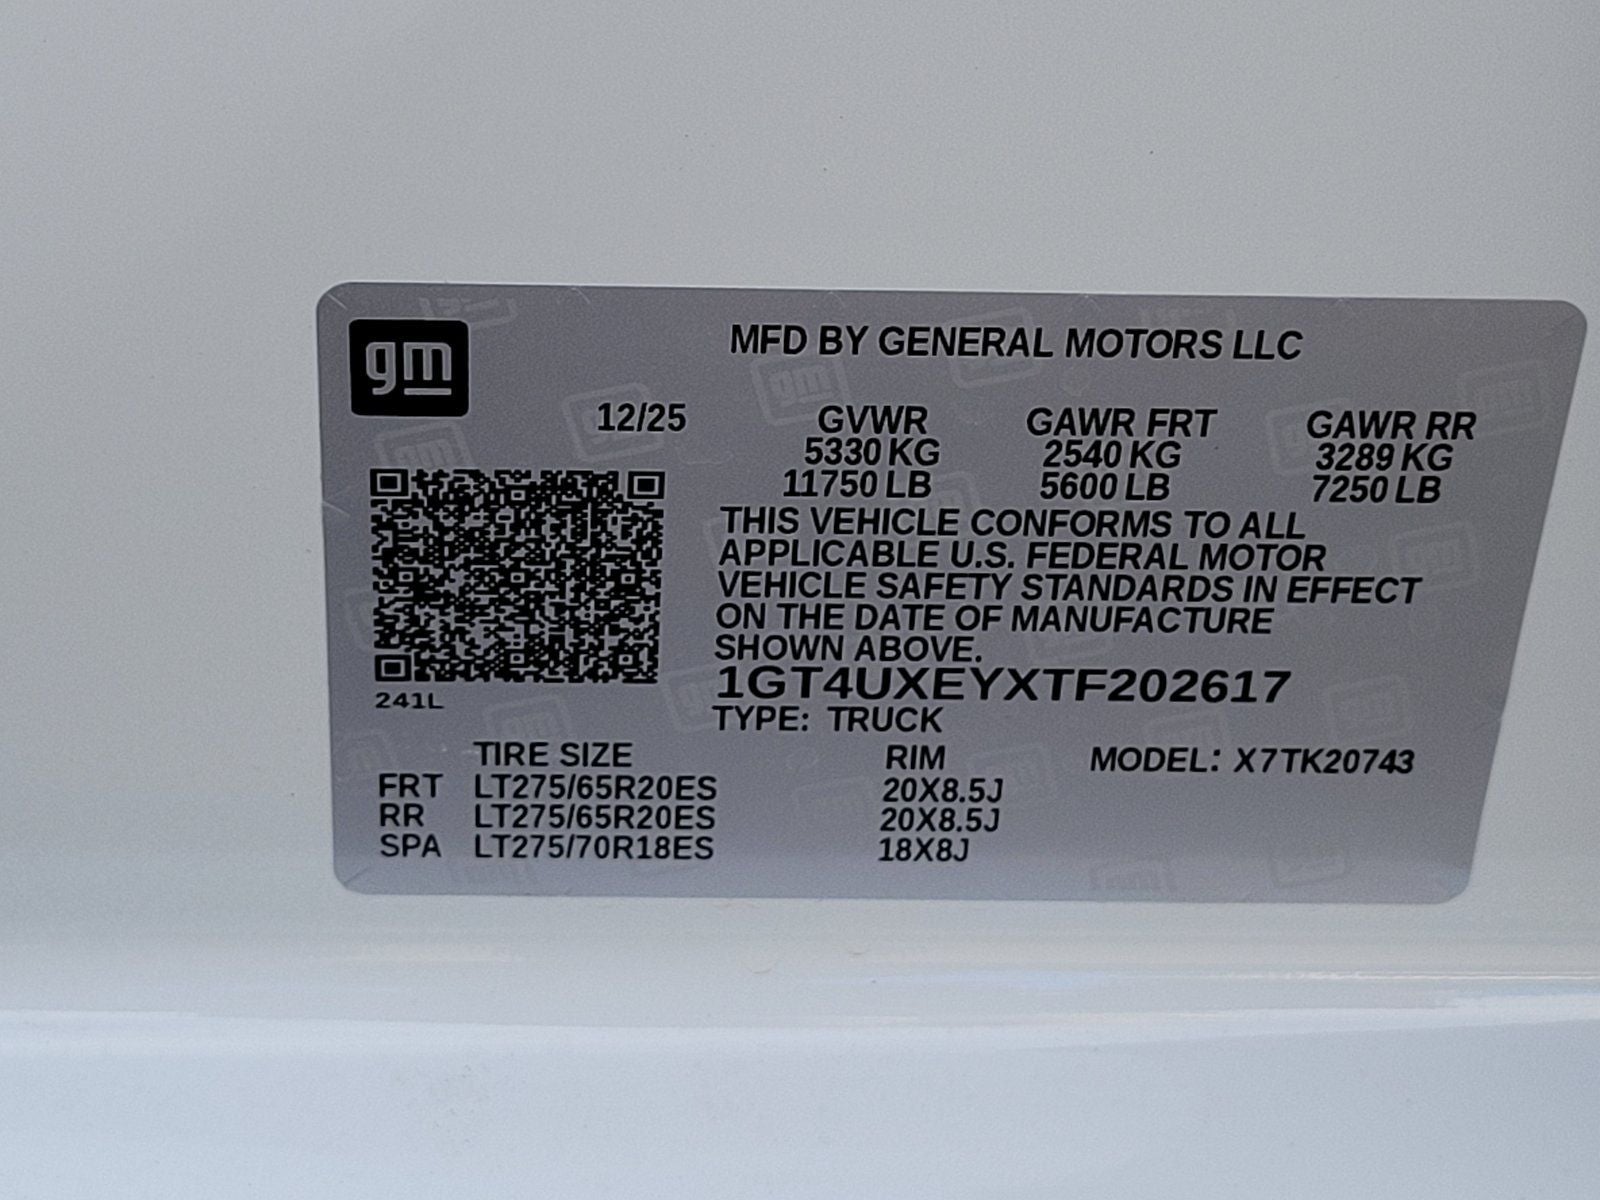 gm
MFD BY GENERAL MOTORS LLC
12/25 GVWR GAWR FRT GAWR RR
5330 KG 2540 KG 3289 KG
11750 LB 5600 LB 7250 LB
THIS VEHICLE CONFORMS TO ALL
APPLICABLE U.S. FEDERAL MOTOR
VEHICLE SAFETY STANDARDS IN EFFECT
ON THE DATE OF MANUFACTURE
SHOWN ABOVE.
1GT4UXEYXTF202617
241L
TYPE: TRUCK
TIRE SIZE RIM MODEL: X7TK20743
FRT LT275/65R20ES 20X8.5J
RR LT275/65R20ES 20X8.5J
SPA LT275/70R18ES 18X8J